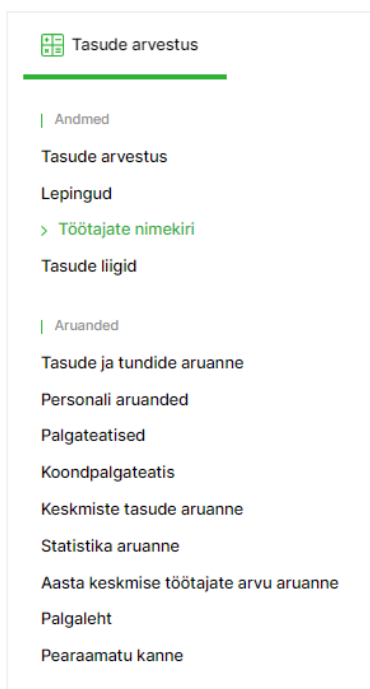 Tasude arvestus
Andmed
Tasude arvestus
Lepingud
> Töötajate nimekiri
Tasude liigid
Aruanded
Tasude ja tundide aruanne
Personali aruanded
Palgateatised
Koondpalgateatis
Keskmiste tasude aruanne
Statistika aruanne
Aasta keskmise töötajate arvu aruanne
Palgaleht
Pearaamatu kanne